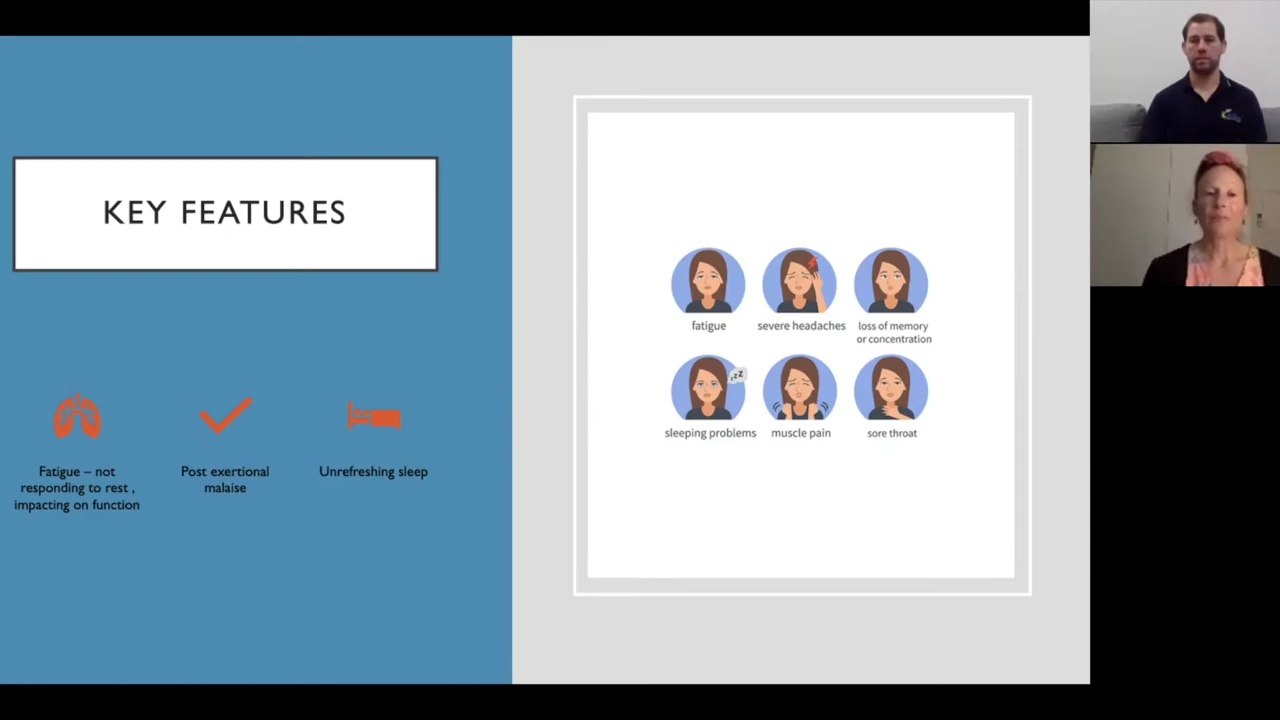 KEY FEATURES
Fatigue – not
responding to rest ,
impacting on function
Post exertional
malaise
Unrefreshing sleep
fatigue
severe headaches
loss of memory
or concentration
zzZ
sleeping problems
muscle pain
sore throat